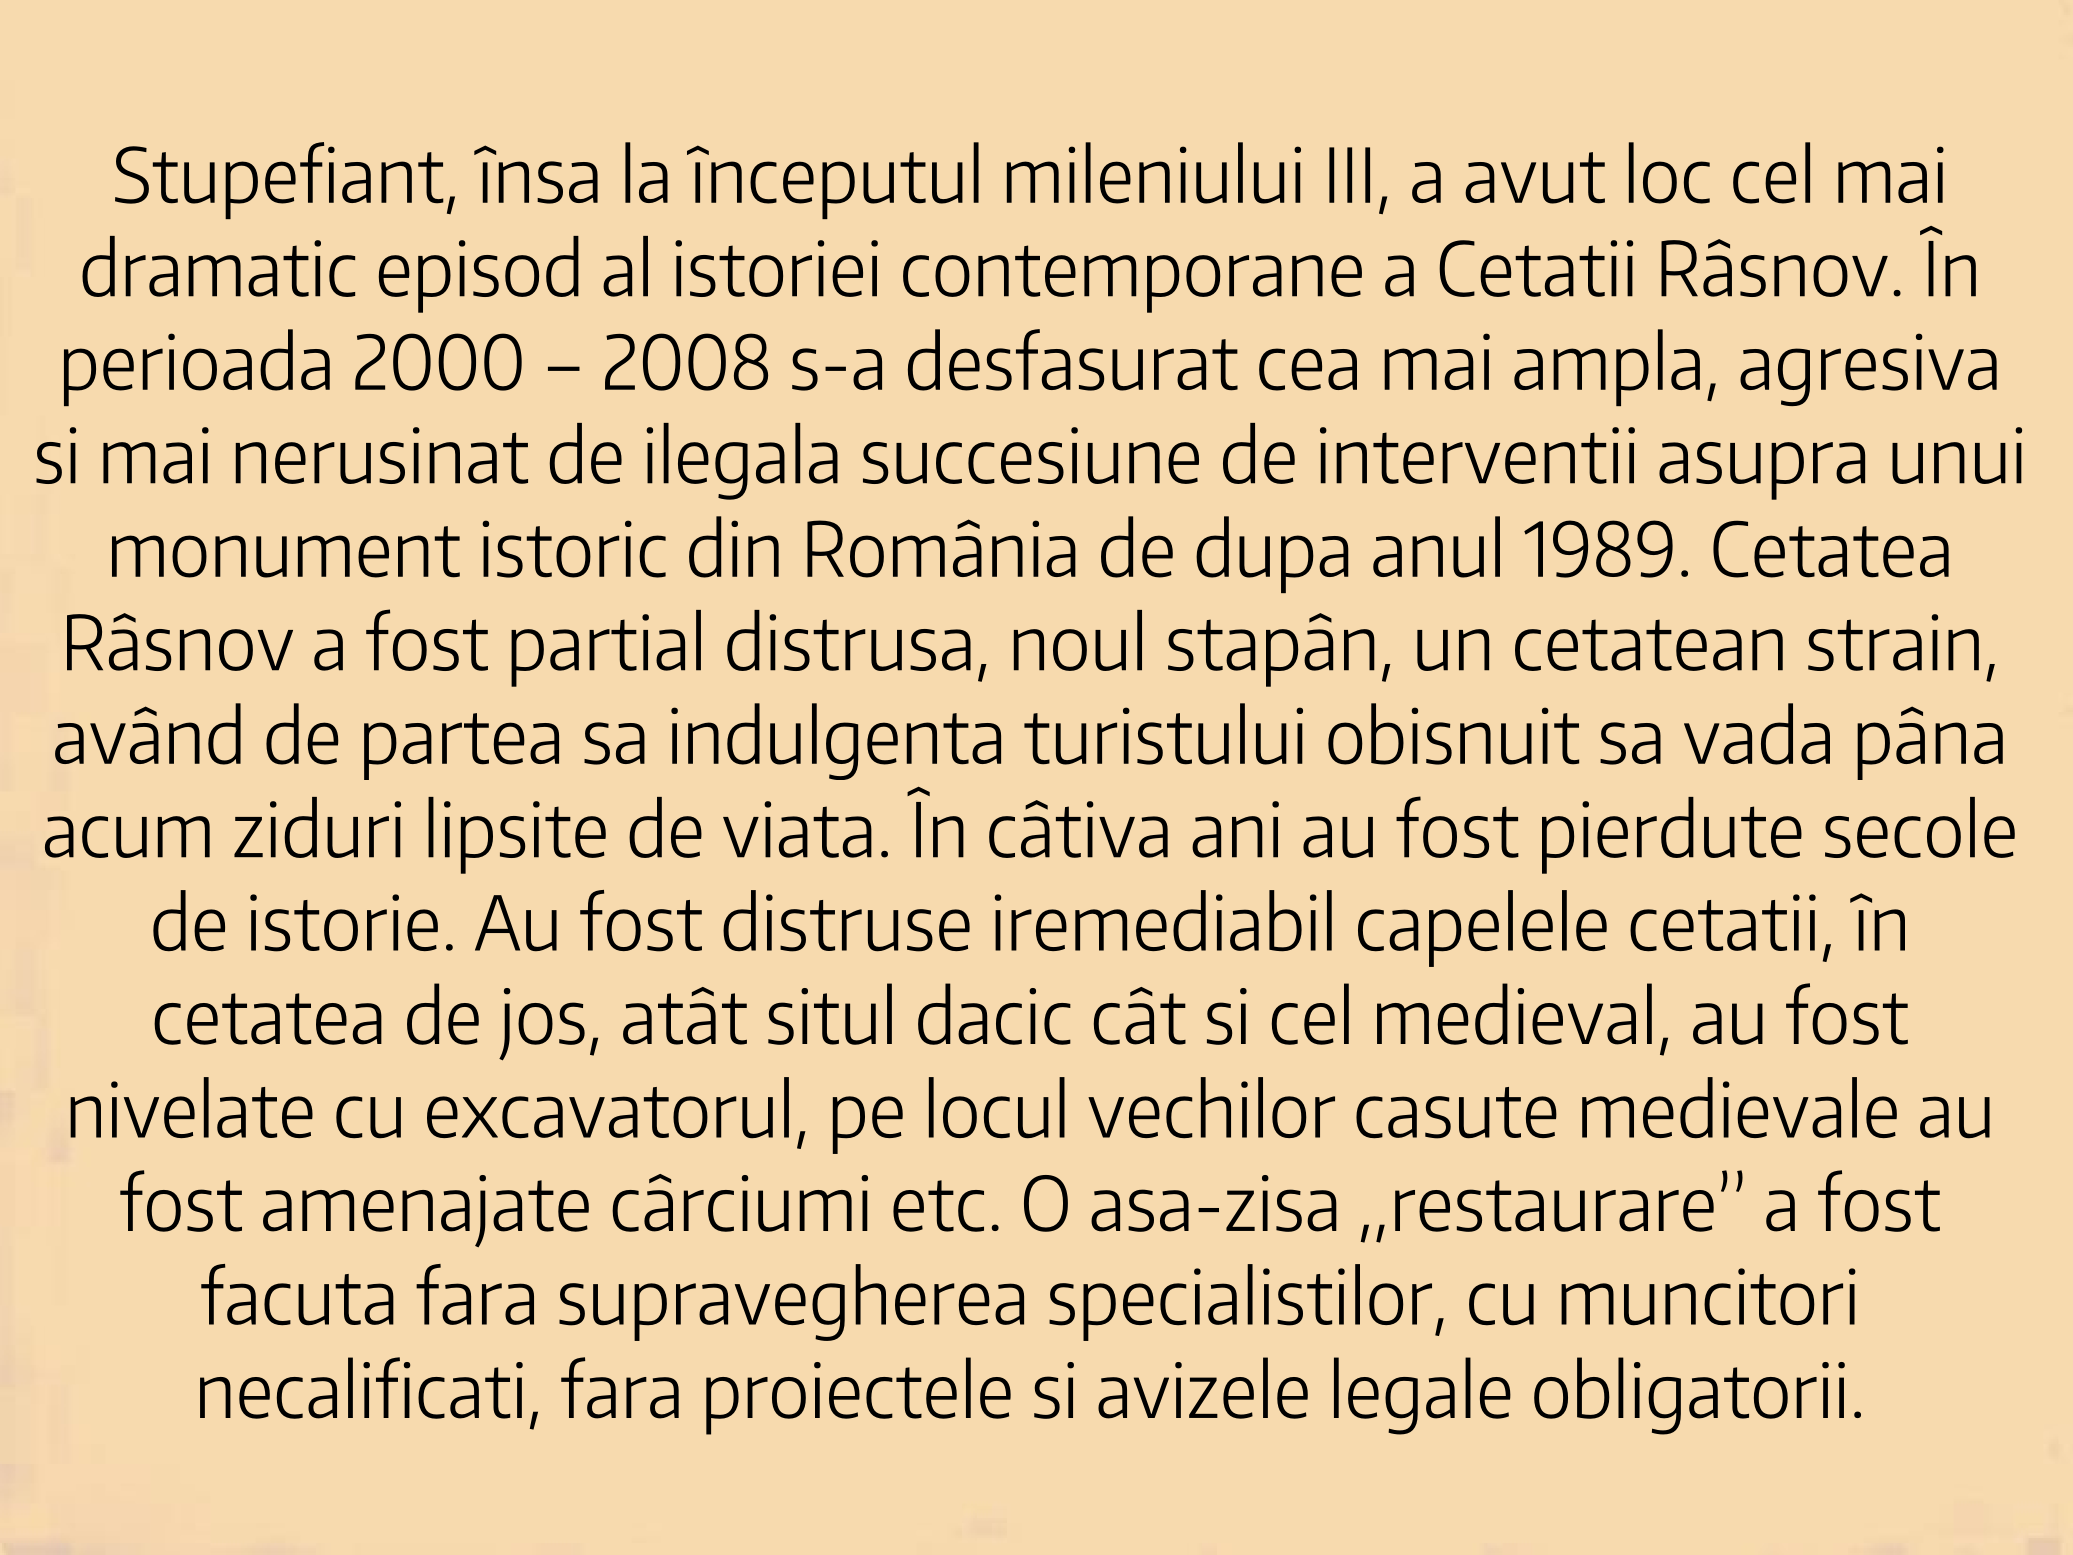 Stupefiant, însa la începutul mileniului III, a avut loc cel mai
dramatic episod al istoriei contemporane a Cetatii Râsnov. În
perioada 2000 – 2008 s-a desfasurat cea mai ampla, agresiva
si mai nerusinat de ilegala succesiune de interventii asupra unui
monument istoric din România de dupa anul 1989. Cetatea
Râsnov a fost partial distrusa, noul stapân, un cetatean strain,
având de partea sa indulgenta turistului obisnuit sa vada pâna
acum ziduri lipsite de viata. În câtiva ani au fost pierdute secole
de istorie. Au fost distruse iremediabil capelele cetatii, în
cetatea de jos, atât situl dacic cât si cel medieval, au fost
nivelate cu excavatorul, pe locul vechilor casute medievale au
fost amenajate cârciumi etc. O asa-zisa „restaurare” a fost
facuta fara supravegherea specialistilor, cu muncitori
necalificati, fara proiectele si avizele legale obligatorii.